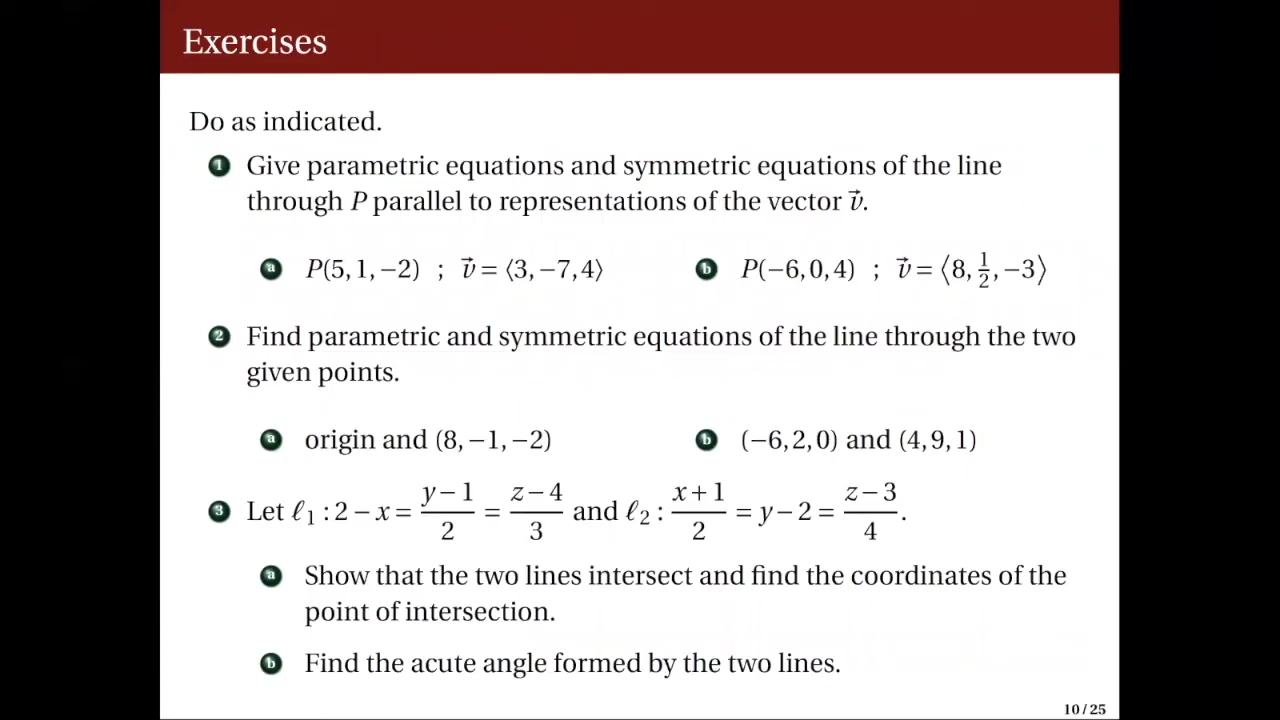 Exercises
Do as indicated.
1 Give parametric equations and symmetric equations of the line
through P parallel to representations of the vector v⃗.
a P(5, 1, −2) ; v⃗ = ⟨3, −7, 4⟩ b P(−6, 0, 4) ; v⃗ = ⟨8, 1/2, −3⟩
2 Find parametric and symmetric equations of the line through the two
given points.
a origin and (8, −1, −2) b (−6, 2, 0) and (4, 9, 1)
3 Let ℓ₁ : 2 − x = (y − 1)/2 = (z − 4)/3 and ℓ₂ : (x + 1)/2 = y − 2 = (z − 3)/4.
a Show that the two lines intersect and find the coordinates of the
point of intersection.
b Find the acute angle formed by the two lines.
10 / 25